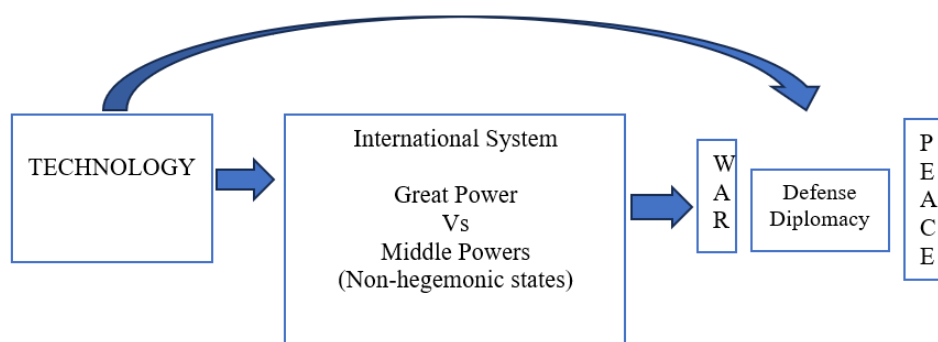 TECHNOLOGY
International System
Great Power
Vs
Middle Powers
(Non-hegemonic states)
W
A
R
Defense
Diplomacy
P
E
A
C
E